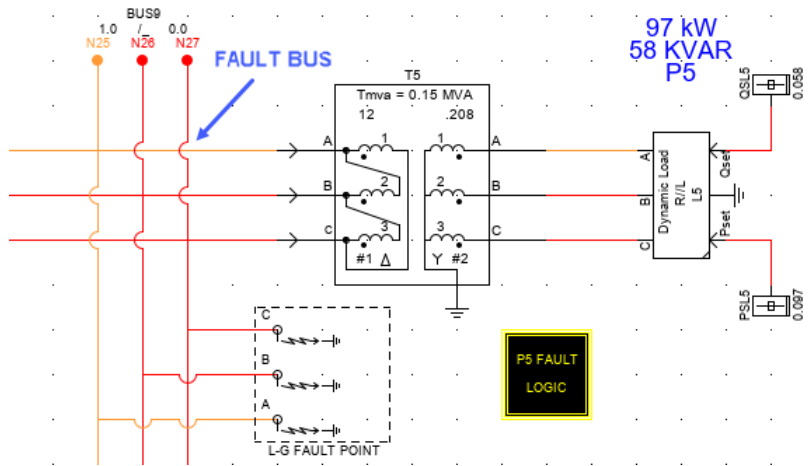 BUS9
1.0 /_ 0.0
N25 N26 N27
FAULT BUS
T5
Tmva = 0.15 MVA
12 .208
A 1 1 A
B 2 2 B
C 3 3 C
#1 Δ Y #2
97 kW
58 KVAR
P5
QSL5
0.058
A
B
C
Dynamic Load
R//L
L5
Qset
Pset
PSL5
0.097
C
B
A
L-G FAULT POINT
P5 FAULT
LOGIC